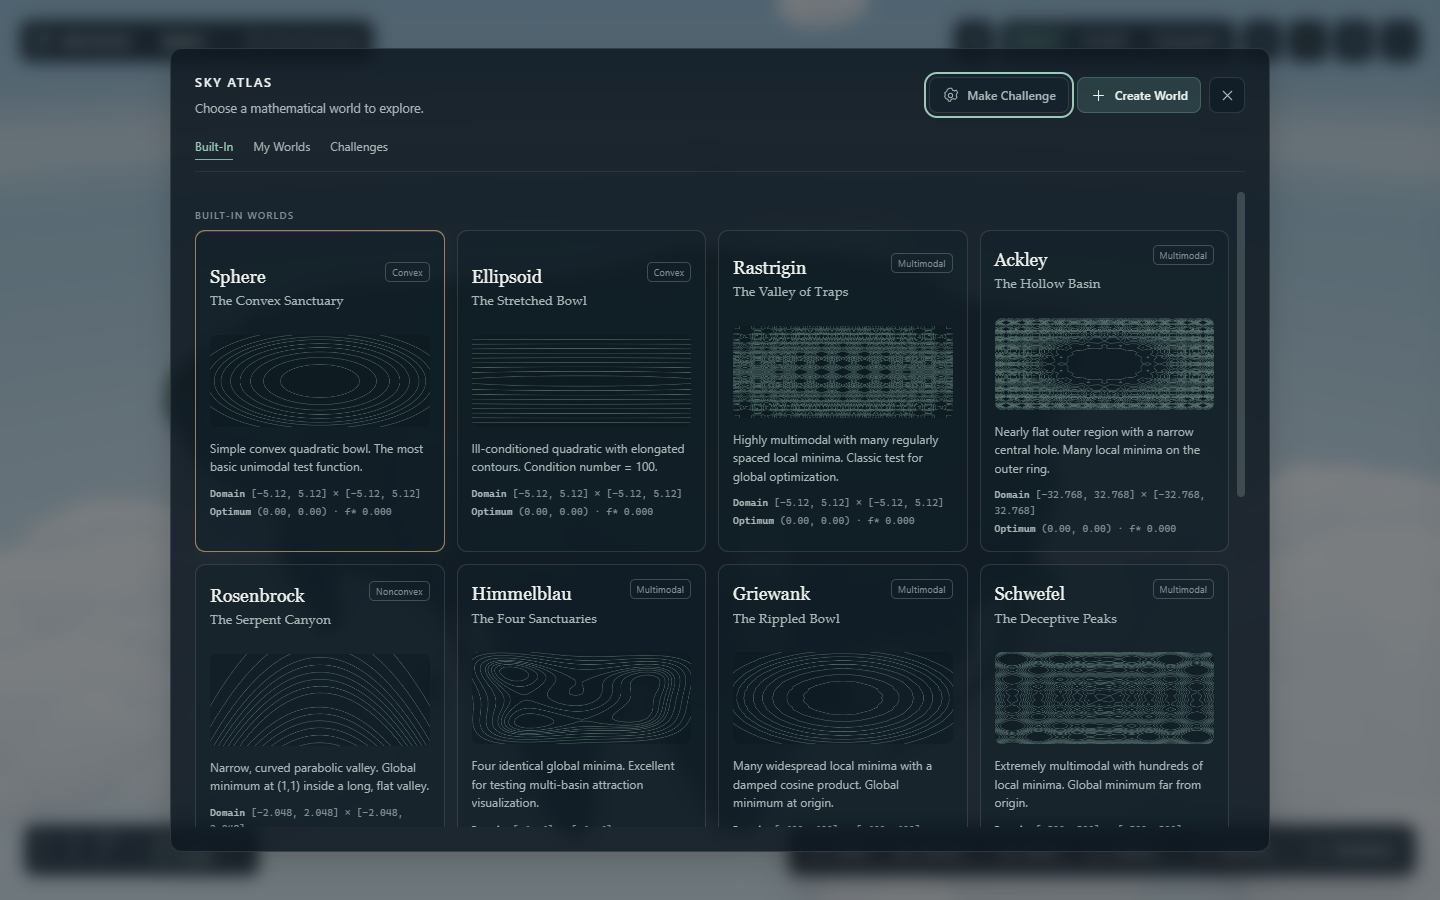 SKY ATLAS
Choose a mathematical world to explore.
Make Challenge
Create World
Built-In
My Worlds
Challenges
BUILT-IN WORLDS
Sphere
Convex
The Convex Sanctuary
Simple convex quadratic bowl. The most
basic unimodal test function.
Domain [−5.12, 5.12] × [−5.12, 5.12]
Optimum (0.00, 0.00) · f* 0.000
Ellipsoid
Convex
The Stretched Bowl
Ill-conditioned quadratic with elongated
contours. Condition number = 100.
Domain [−5.12, 5.12] × [−5.12, 5.12]
Optimum (0.00, 0.00) · f* 0.000
Rastrigin
Multimodal
The Valley of Traps
Highly multimodal with many regularly
spaced local minima. Classic test for
global optimization.
Domain [−5.12, 5.12] × [−5.12, 5.12]
Optimum (0.00, 0.00) · f* 0.000
Ackley
Multimodal
The Hollow Basin
Nearly flat outer region with a narrow
central hole. Many local minima on the
outer ring.
Domain [−32.768, 32.768] × [−32.768,
32.768]
Optimum (0.00, 0.00) · f* 0.000
Rosenbrock
Nonconvex
The Serpent Canyon
Narrow, curved parabolic valley. Global
minimum at (1,1) inside a long, flat valley.
Domain [−2.048, 2.048] × [−2.048,
Himmelblau
Multimodal
The Four Sanctuaries
Four identical global minima. Excellent
for testing multi-basin attraction
visualization.
Griewank
Multimodal
The Rippled Bowl
Many widespread local minima with a
damped cosine product. Global
minimum at origin.
Schwefel
Multimodal
The Deceptive Peaks
Extremely multimodal with hundreds of
local minima. Global minimum far from
origin.